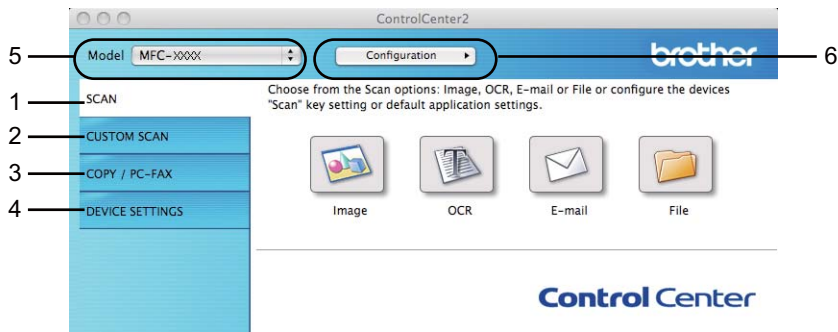 ControlCenter2
5
Model MFC-XXXX
Configuration
6
brother
1
SCAN
Choose from the Scan options: Image, OCR, E-mail or File or configure the devices
"Scan" key setting or default application settings.
2
CUSTOM SCAN
3
COPY / PC-FAX
4
DEVICE SETTINGS
Image
OCR
E-mail
File
Control Center